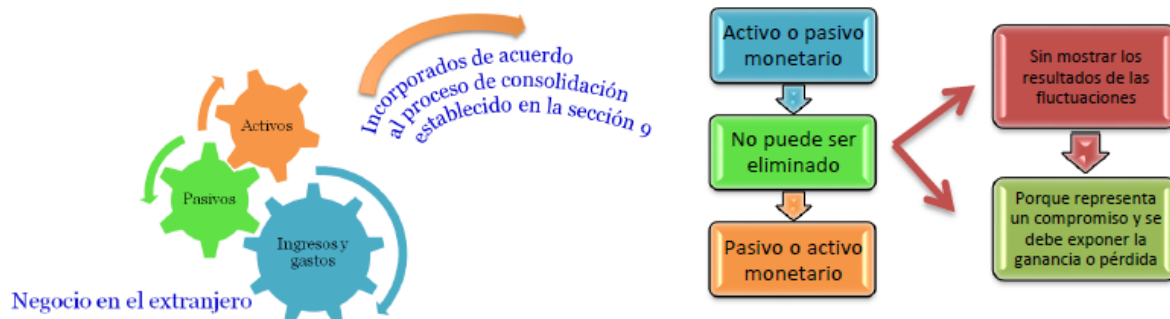 Activos
Pasivos
Ingresos y
gastos
Negocio en el extranjero
Incorporados de acuerdo
al proceso de consolidación
establecido en la sección 9
Activo o pasivo
monetario
No puede ser
eliminado
Pasivo o activo
monetario
Sin mostrar los
resultados de las
fluctuaciones
Porque representa
un compromiso y se
debe exponer la
ganancia o pérdida